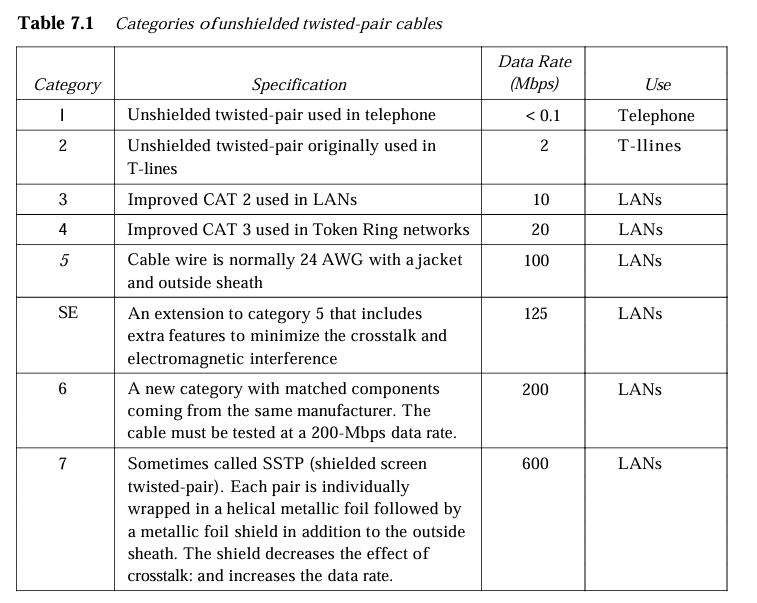 Table 7.1 Categories of unshielded twisted-pair cables
Data Rate
Category Specification (Mbps) Use
I Unshielded twisted-pair used in telephone < 0.1 Telephone
2 Unshielded twisted-pair originally used in 2 T-llines
T-lines
3 Improved CAT 2 used in LANs 10 LANs
4 Improved CAT 3 used in Token Ring networks 20 LANs
5 Cable wire is normally 24 AWG with a jacket 100 LANs
and outside sheath
SE An extension to category 5 that includes 125 LANs
extra features to minimize the crosstalk and
electromagnetic interference
6 A new category with matched components 200 LANs
coming from the same manufacturer. The
cable must be tested at a 200-Mbps data rate.
7 Sometimes called SSTP (shielded screen 600 LANs
twisted-pair). Each pair is individually
wrapped in a helical metallic foil followed by
a metallic foil shield in addition to the outside
sheath. The shield decreases the effect of
crosstalk: and increases the data rate.